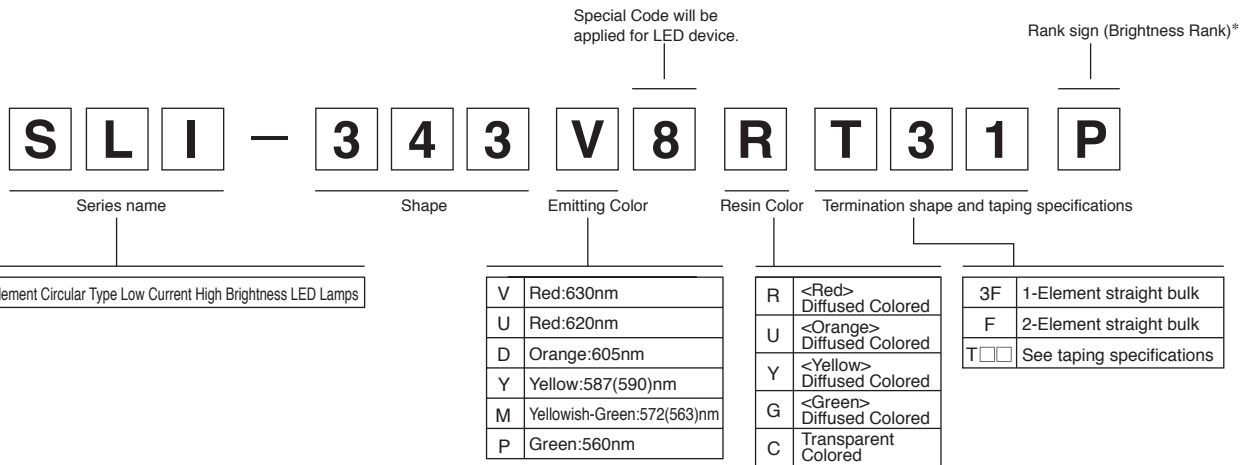 Special Code will be
applied for LED device.
Rank sign (Brightness Rank)*
S L I — 3 4 3 V 8 R T 3 1 P
Series name
Shape
Emitting Color
Resin Color
Termination shape and taping specifications
Circular Type Low Current High Brightness LED Lamps
V Red:630nm
U Red:620nm
D Orange:605nm
Y Yellow:587(590)nm
M Yellowish-Green:572(563)nm
P Green:560nm
R <Red>
Diffused Colored
U <Orange>
Diffused Colored
Y <Yellow>
Diffused Colored
G <Green>
Diffused Colored
C Transparent
Colored
3F 1-Element straight bulk
F 2-Element straight bulk
T□□ See taping specifications